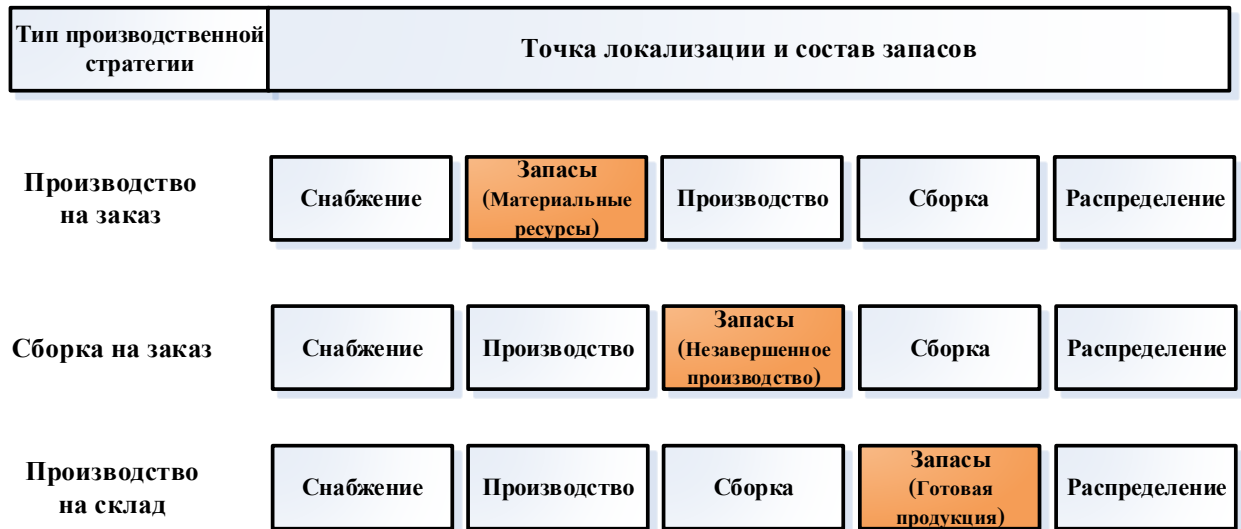 Тип производственной
стратегии
Точка локализации и состав запасов
Производство
на заказ
Снабжение
Запасы
(Материальные
ресурсы)
Производство
Сборка
Распределение
Сборка на заказ
Снабжение
Производство
Запасы
(Незавершенное
производство)
Сборка
Распределение
Производство
на склад
Снабжение
Производство
Сборка
Запасы
(Готовая
продукция)
Распределение